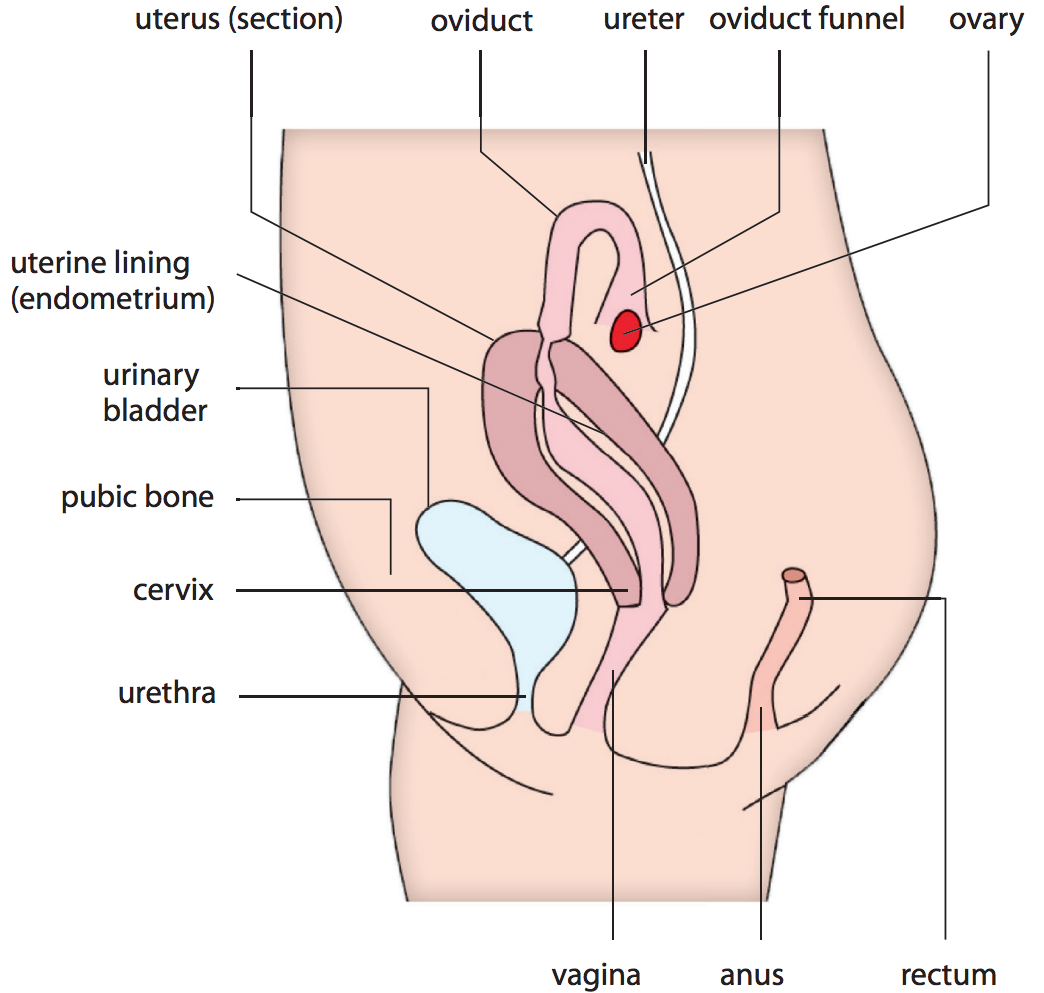 uterus (section)
oviduct
ureter
oviduct funnel
ovary
uterine lining
(endometrium)
urinary
bladder
pubic bone
cervix
urethra
vagina
anus
rectum